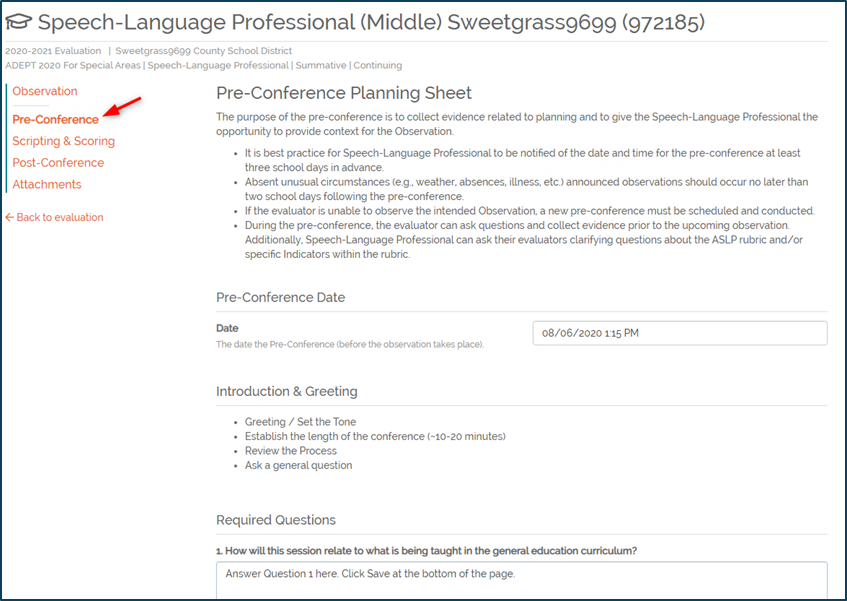 Speech-Language Professional (Middle) Sweetgrass9699 (972185)
2020-2021 Evaluation | Sweetgrass9699 County School District
ADEPT 2020 For Special Areas | Speech-Language Professional | Summative | Continuing
Observation
Pre-Conference
Scripting & Scoring
Post-Conference
Attachments
← Back to evaluation
Pre-Conference Planning Sheet
The purpose of the pre-conference is to collect evidence related to planning and to give the Speech-Language Professional the
opportunity to provide context for the Observation.
• It is best practice for Speech-Language Professional to be notified of the date and time for the pre-conference at least
three school days in advance.
• Absent unusual circumstances (e.g., weather, absences, illness, etc.) announced observations should occur no later than
two school days following the pre-conference.
• If the evaluator is unable to observe the intended Observation, a new pre-conference must be scheduled and conducted.
• During the pre-conference, the evaluator can ask questions and collect evidence prior to the upcoming observation.
Additionally, Speech-Language Professional can ask their evaluators clarifying questions about the ASLP rubric and/or
specific Indicators within the rubric.
Pre-Conference Date
Date
The date the Pre-Conference (before the observation takes place).
08/06/2020 1:15 PM
Introduction & Greeting
• Greeting / Set the Tone
• Establish the length of the conference (~10-20 minutes)
• Review the Process
• Ask a general question
Required Questions
1. How will this session relate to what is being taught in the general education curriculum?
Answer Question 1 here. Click Save at the bottom of the page.